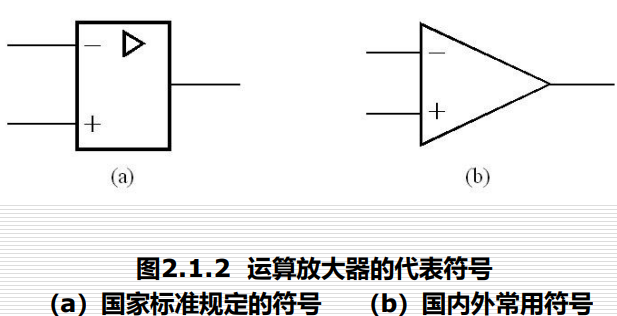 − −
+ +
(a) (b)
图2.1.2 运算放大器的代表符号
（a）国家标准规定的符号 （b）国内外常用符号